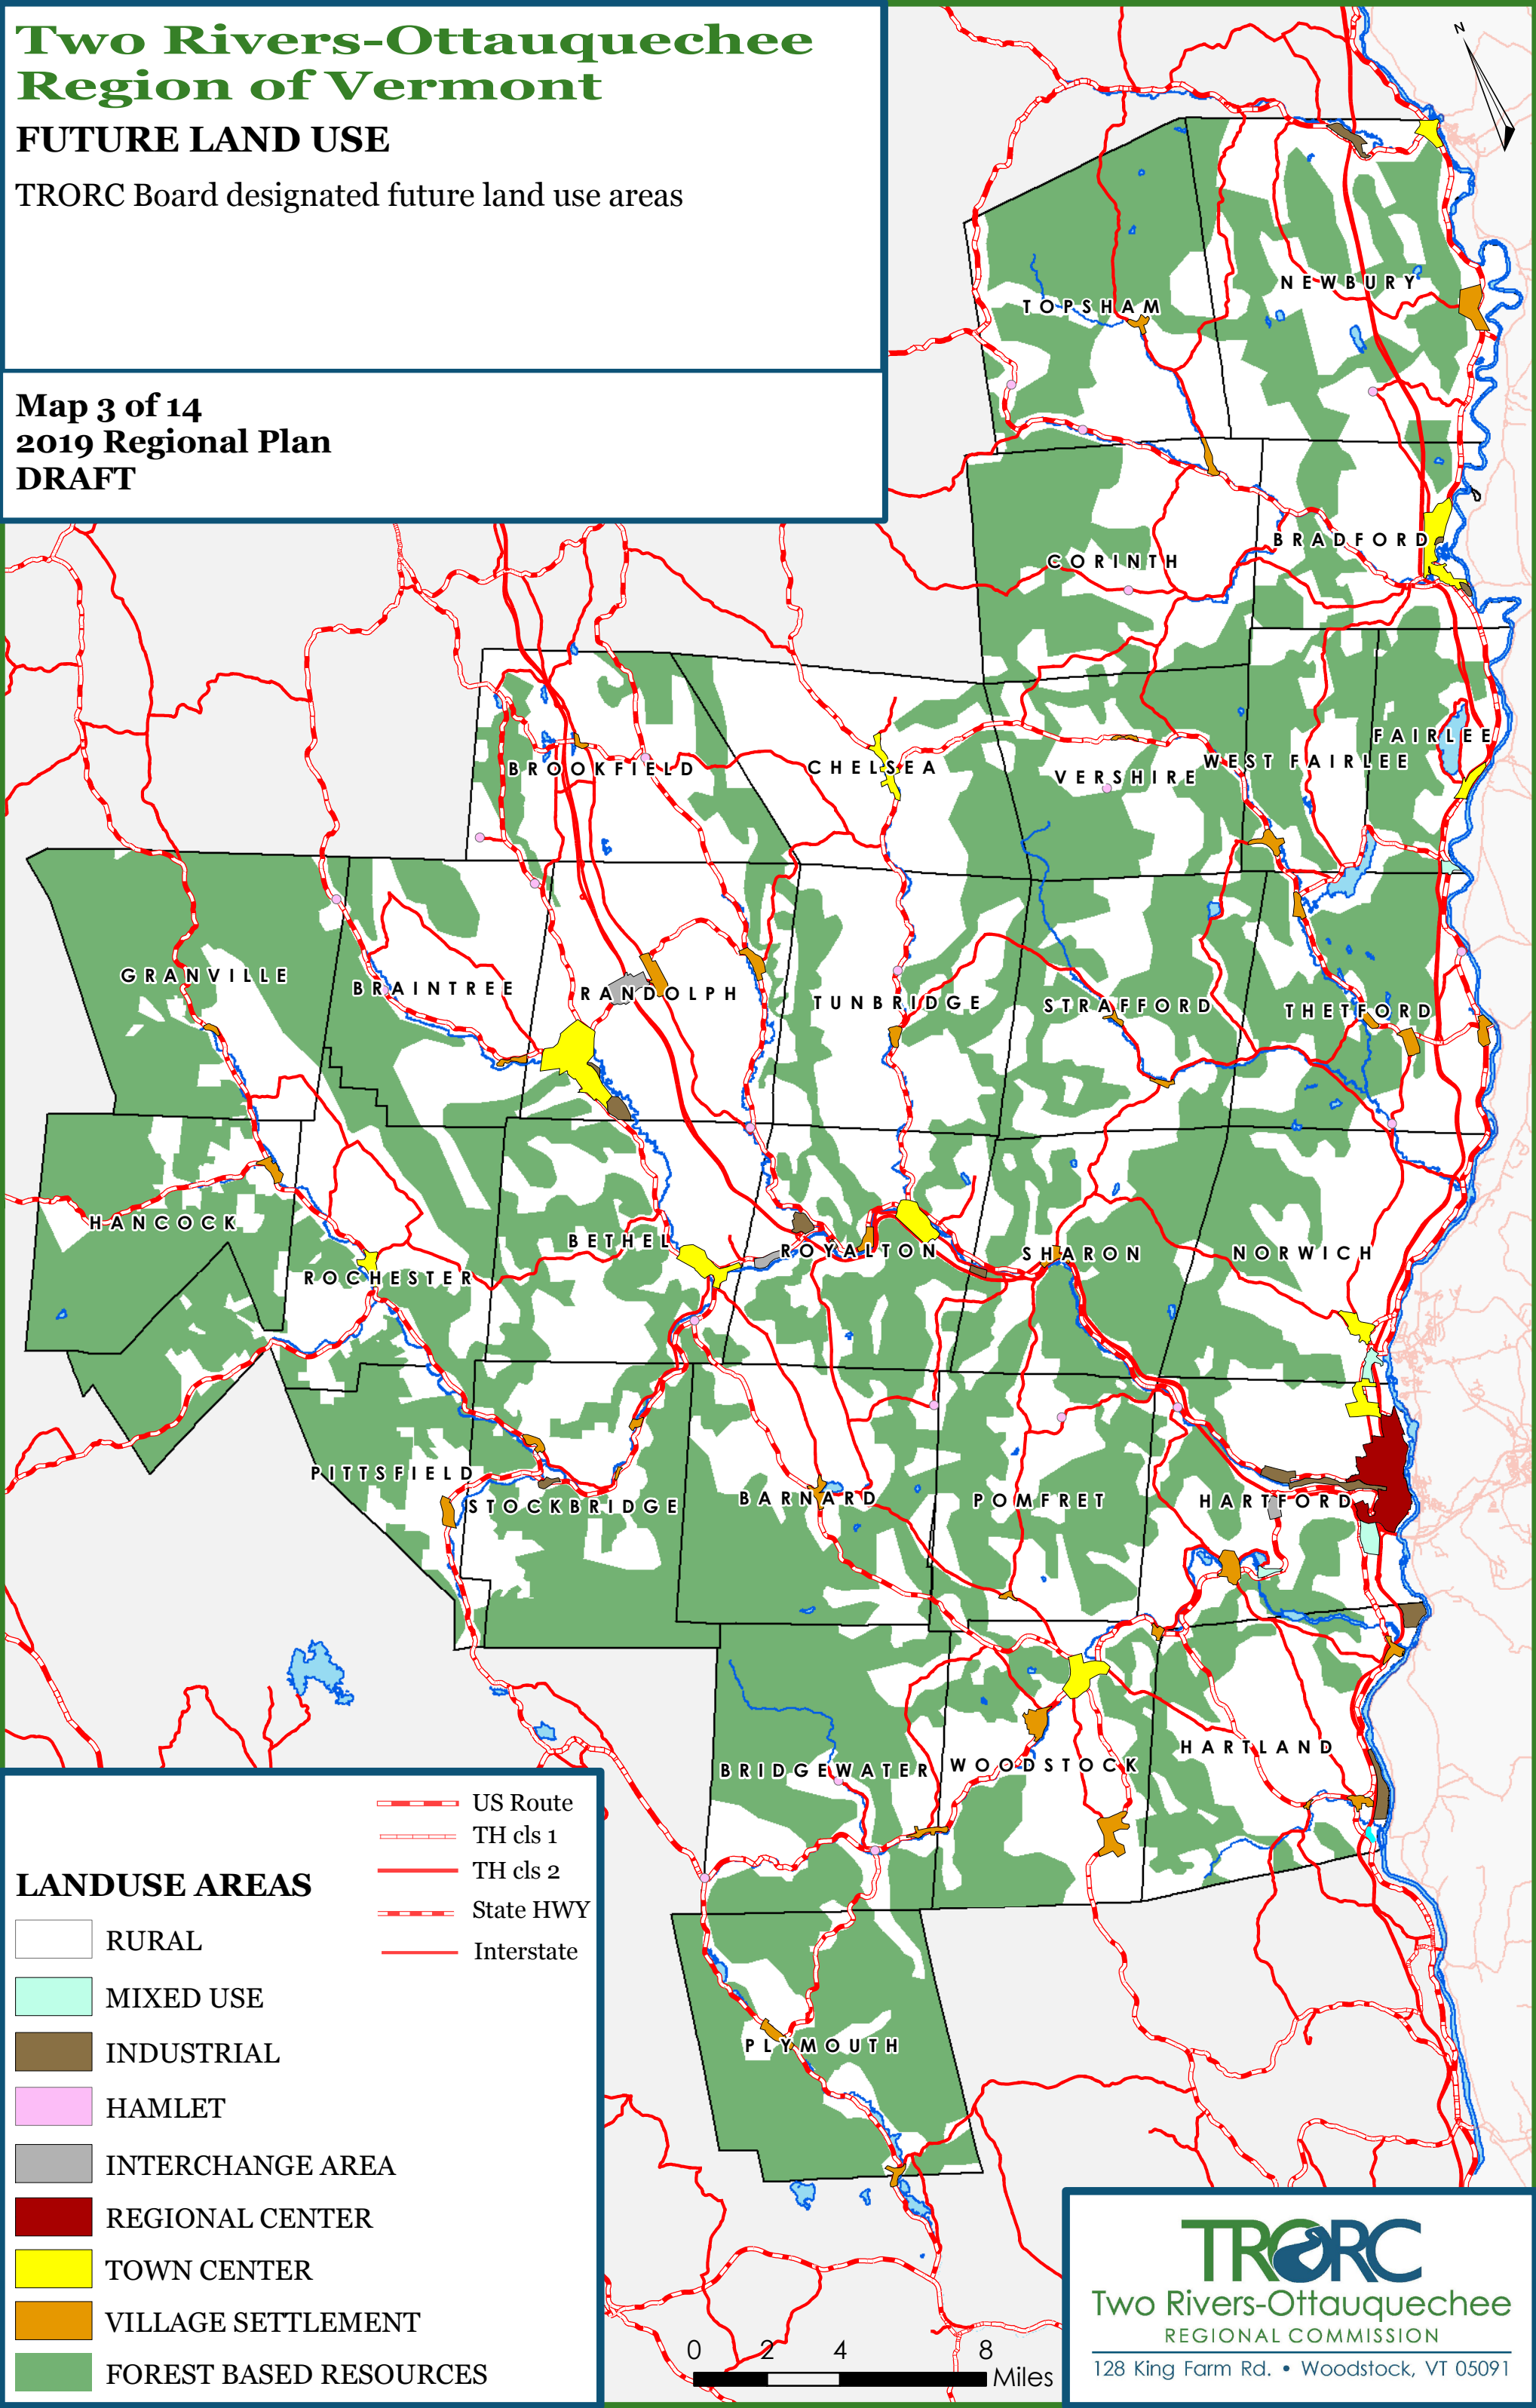 Two Rivers-Ottauquechee
Region of Vermont
FUTURE LAND USE
TRORC Board designated future land use areas
Map 3 of 14
2019 Regional Plan
DRAFT
N
NEWBURY
TOPSHAM
BRADFORD
CORINTH
FAIRLEE
WEST FAIRLEE
BROOKFIELD
CHELSEA
VERSHIRE
GRANVILLE
BRAINTREE
RANDOLPH
TUNBRIDGE
STRAFFORD
THETFORD
HANCOCK
BETHEL
ROYALTON
SHARON
NORWICH
ROCHESTER
PITTSFIELD
STOCKBRIDGE
BARNARD
POMFRET
HARTFORD
BRIDGEWATER
WOODSTOCK
HARTLAND
PLYMOUTH
US Route
TH cls 1
TH cls 2
State HWY
Interstate
LANDUSE AREAS
RURAL
MIXED USE
INDUSTRIAL
HAMLET
INTERCHANGE AREA
REGIONAL CENTER
TOWN CENTER
VILLAGE SETTLEMENT
FOREST BASED RESOURCES
0 2 4 8
Miles
TRORC
Two Rivers-Ottauquechee
REGIONAL COMMISSION
128 King Farm Rd. • Woodstock, VT 05091